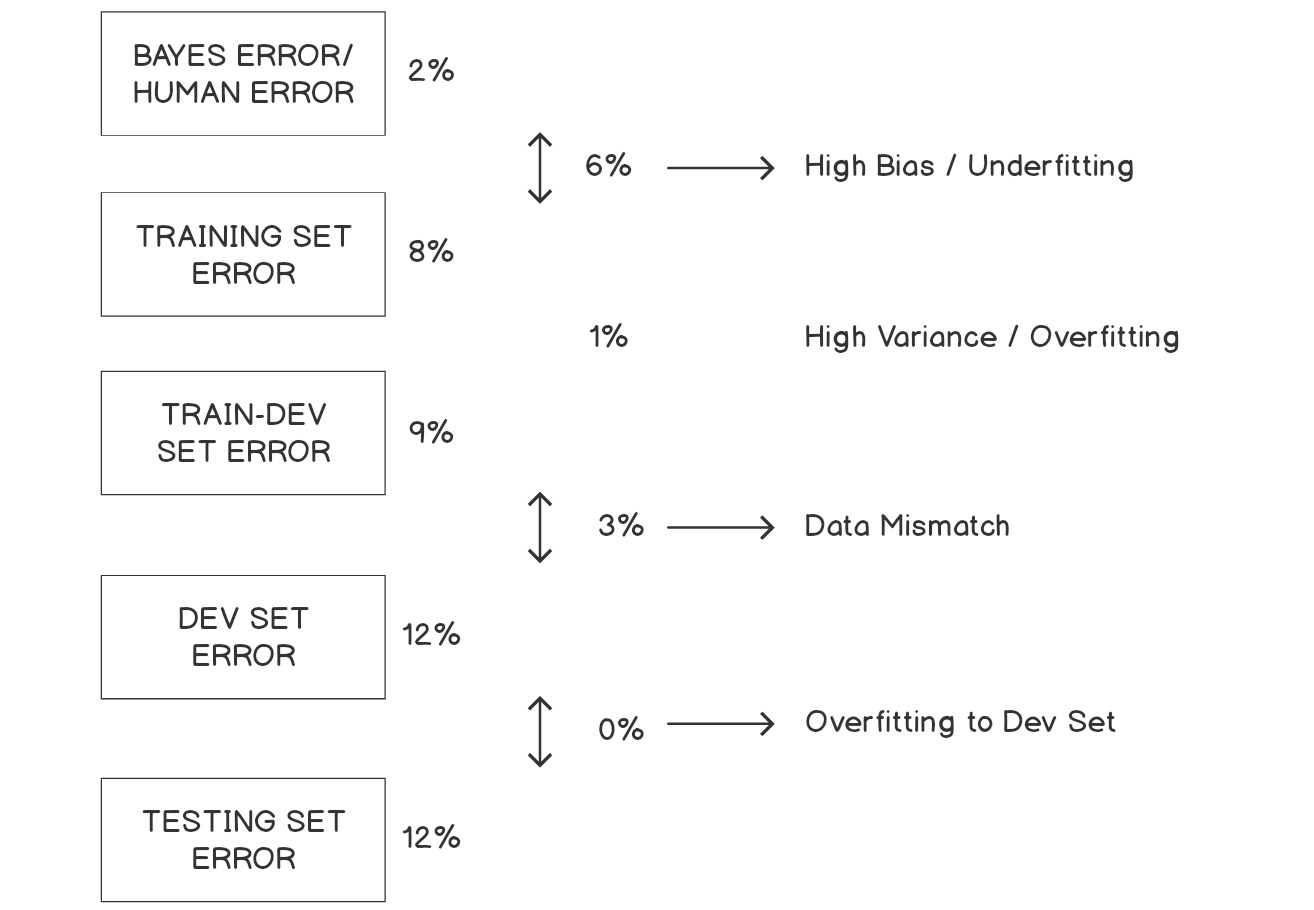 BAYES ERROR/
HUMAN ERROR
2%
6%
High Bias / Underfitting
TRAINING SET
ERROR
8%
1%
High Variance / Overfitting
TRAIN-DEV
SET ERROR
9%
3%
Data Mismatch
DEV SET
ERROR
12%
0%
Overfitting to Dev Set
TESTING SET
ERROR
12%